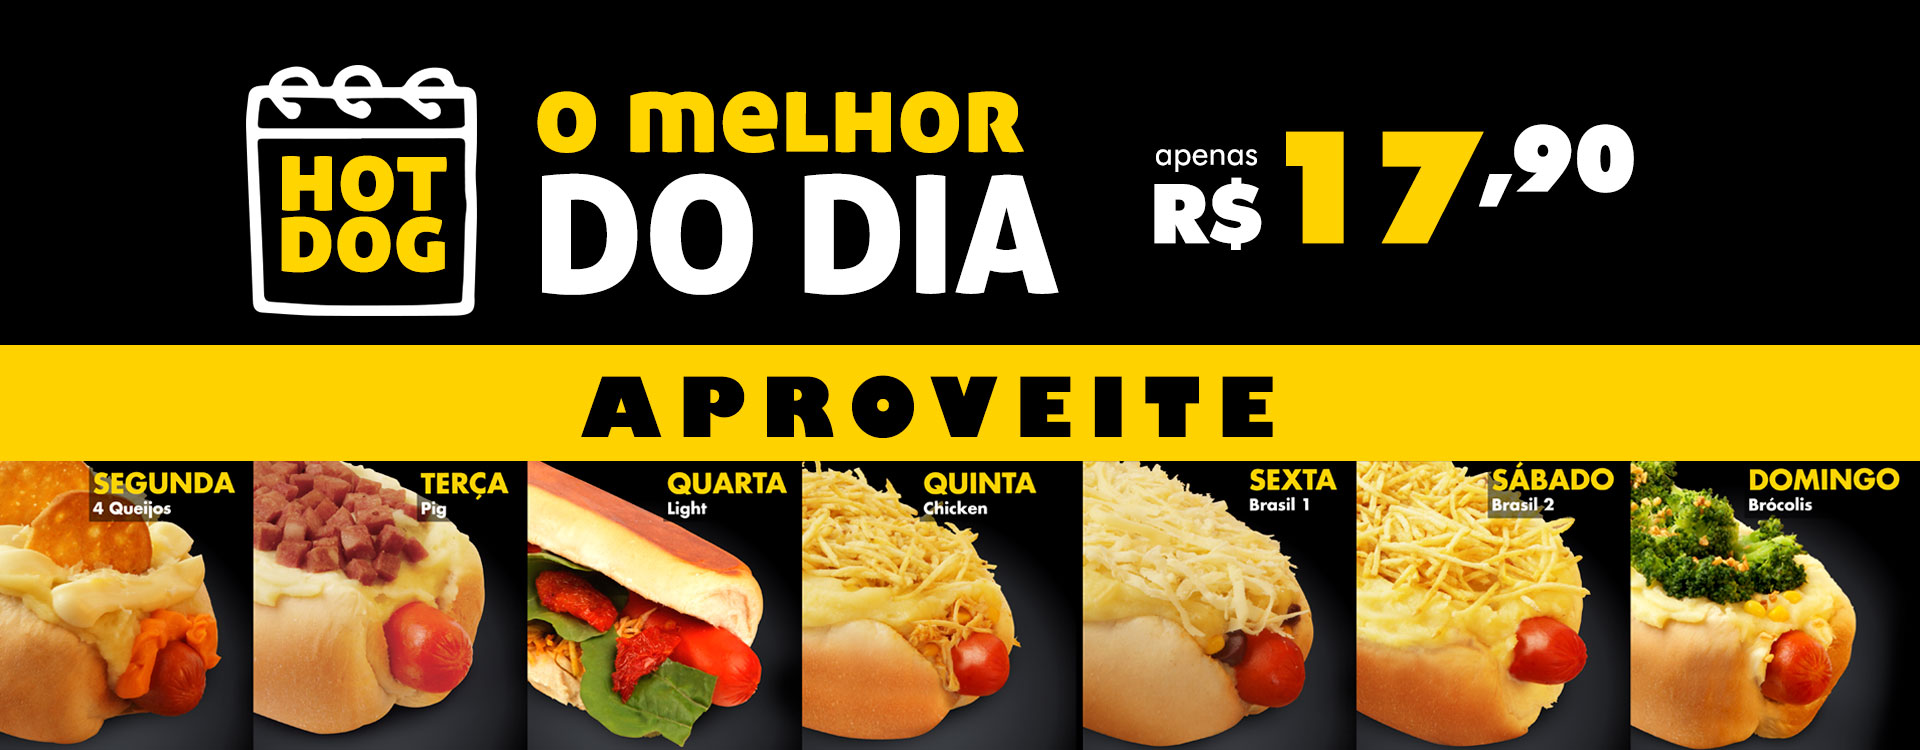 HOT
DOG
O MeLHOR
DO DIA
apenas
R$ 17,90
APROVEITE
SEGUNDA
4 Queijos
TERÇA
Pig
QUARTA
Light
QUINTA
Chicken
SEXTA
Brasil 1
SÁBADO
Brasil 2
DOMINGO
Brócolis